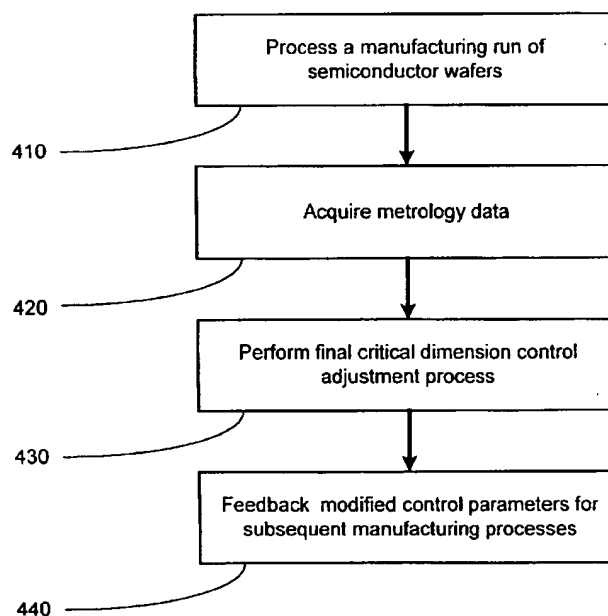 Process a manufacturing run of
semiconductor wafers
410
Acquire metrology data
420
Perform final critical dimension control
adjustment process
430
Feedback modified control parameters for
subsequent manufacturing processes
440